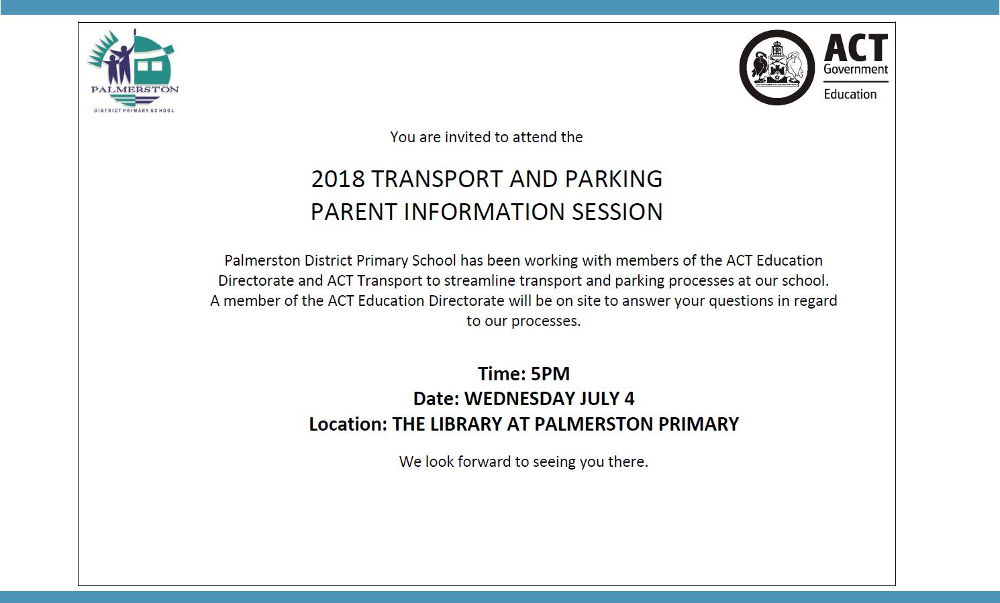 PALMERSTON
DISTRICT PRIMARY SCHOOL
ACT
Government
Education
You are invited to attend the
2018 TRANSPORT AND PARKING
PARENT INFORMATION SESSION
Palmerston District Primary School has been working with members of the ACT Education
Directorate and ACT Transport to streamline transport and parking processes at our school.
A member of the ACT Education Directorate will be on site to answer your questions in regard
to our processes.
Time: 5PM
Date: WEDNESDAY JULY 4
Location: THE LIBRARY AT PALMERSTON PRIMARY
We look forward to seeing you there.